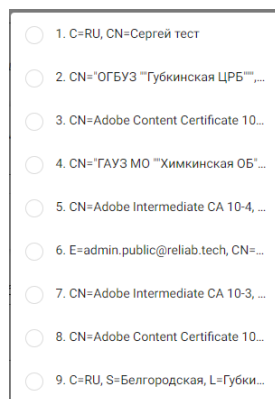 1. C=RU, CN=Сергей тест
2. CN="ОГБУЗ ""Губкинская ЦРБ""",...
3. CN=Adobe Content Certificate 10...
4. CN="ГАУЗ МО ""Химкинская ОБ"...
5. CN=Adobe Intermediate CA 10-4, ...
6. E=admin.public@reliab.tech, CN=...
7. CN=Adobe Intermediate CA 10-3, ...
8. CN=Adobe Content Certificate 10...
9. C=RU, S=Белгородская, L=Губки...